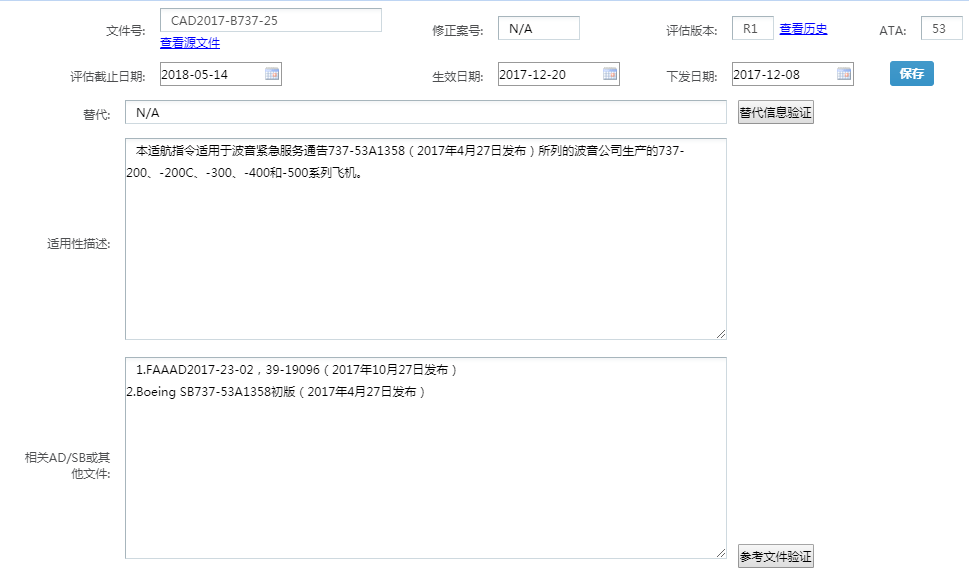 文件号: CAD2017-B737-25 修正案号: N/A 评估版本: R1 查看历史 ATA: 53
查看源文件
评估截止日期: 2018-05-14 生效日期: 2017-12-20 下发日期: 2017-12-08 保存
替代: N/A 替代信息验证
本适航指令适用于波音紧急服务通告737-53A1358（2017年4月27日发布）所列的波音公司生产的737-
200、-200C、-300、-400和-500系列飞机。
适用性描述:
1.FAAAD2017-23-02，39-19096（2017年10月27日发布）
2.Boeing SB737-53A1358初版（2017年4月27日发布）
相关AD/SB或其
他文件:
参考文件验证